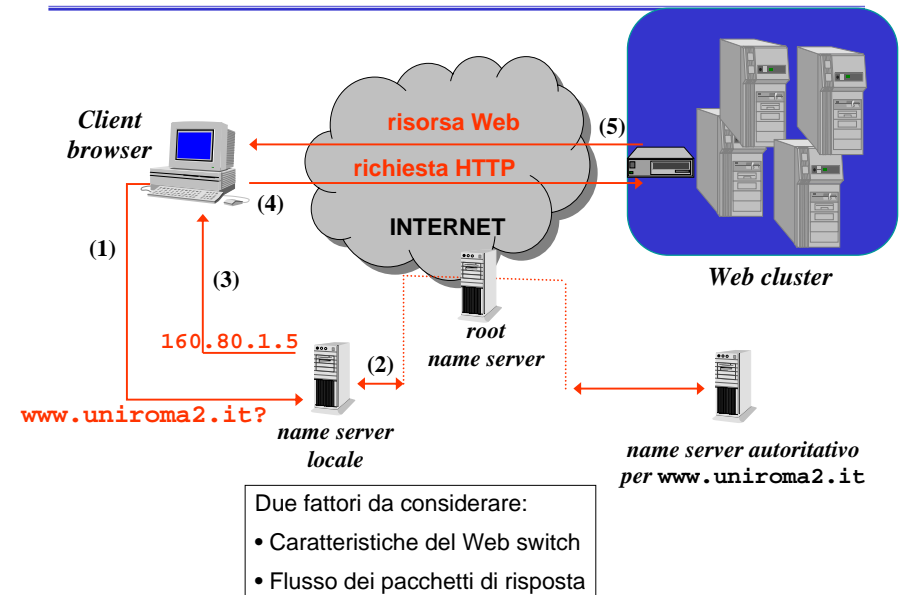 Client
browser
risorsa Web
(5)
richiesta HTTP
(4)
INTERNET
(1)
(3)
Web cluster
160.80.1.5
root
name server
(2)
www.uniroma2.it?
name server
locale
name server autoritativo
per www.uniroma2.it
Due fattori da considerare:
• Caratteristiche del Web switch
• Flusso dei pacchetti di risposta